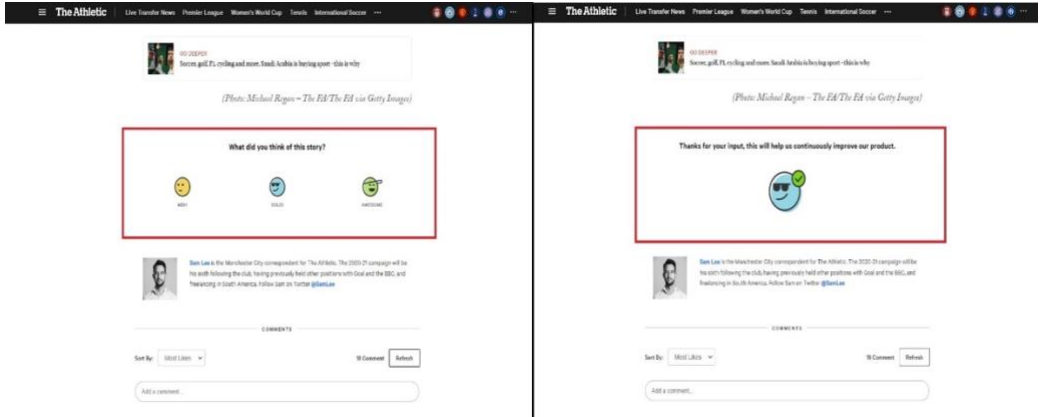 The Athletic
Live Transfer News Premier League Women's World Cup Tennis International Soccer
GO DEEPER
Soccer, golf, F1, cycling and more. Saudi Arabia is buying sport - this is why
(Photo: Michael Regan – The FA/The FA via Getty Images)
What did you think of this story?
MEH
SOLID
AWESOME
Sam Lee is the Manchester City correspondent for The Athletic. The 2020-21 campaign will be
his sixth following the club, having previously held other positions with Goal and the BBC, and
freelancing in South America. Follow Sam on Twitter @SamLee
COMMENTS
Sort By: Most Likes
19 Comment Refresh
Add a comment...
The Athletic
Live Transfer News Premier League Women's World Cup Tennis International Soccer
GO DEEPER
Soccer, golf, F1, cycling and more. Saudi Arabia is buying sport - this is why
(Photo: Michael Regan – The FA/The FA via Getty Images)
Thanks for your input, this will help us continuously improve our product.
Sam Lee is the Manchester City correspondent for The Athletic. The 2020-21 campaign will be
his sixth following the club, having previously held other positions with Goal and the BBC, and
freelancing in South America. Follow Sam on Twitter @SamLee
COMMENTS
Sort By: Most Likes
19 Comment Refresh
Add a comment...